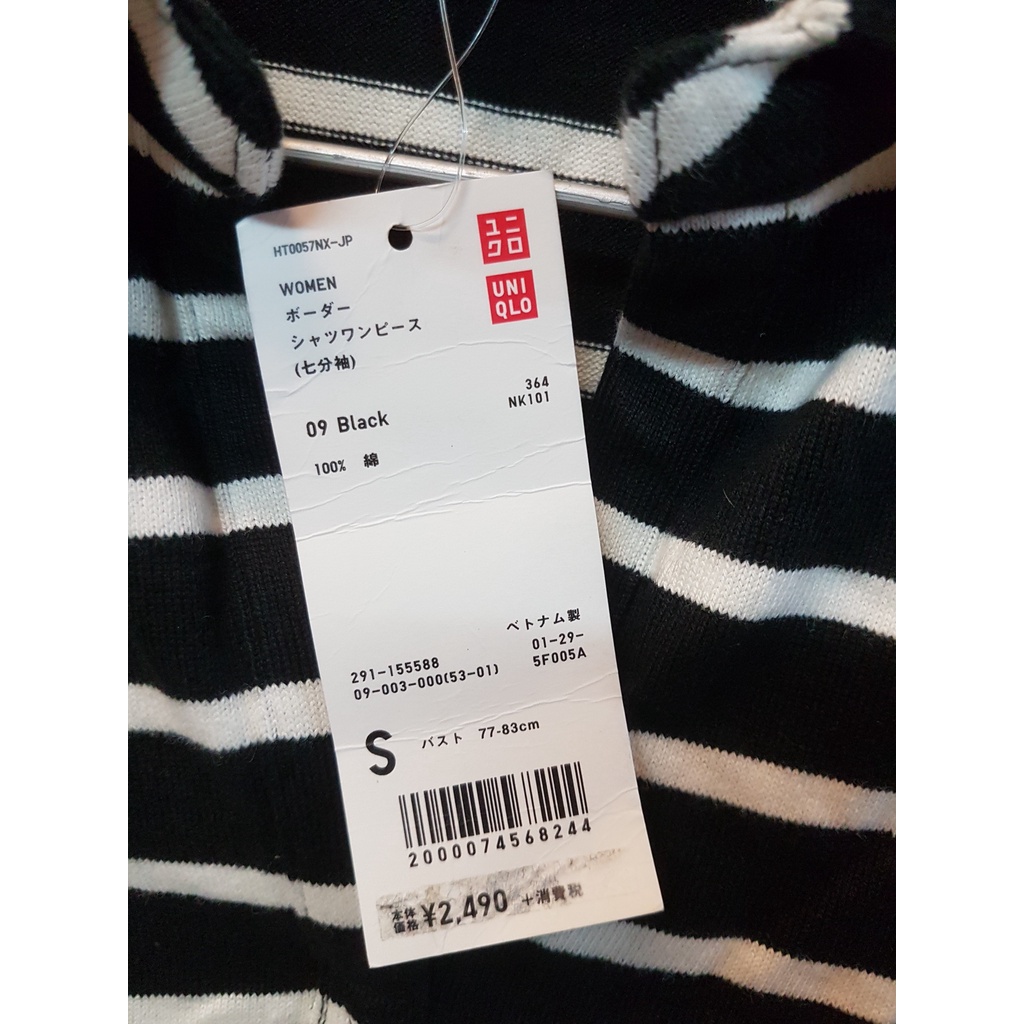 HT0057NX-JP
ユニ
クロ
UNI
QLO
WOMEN
ボーダー
シャツワンピース
(七分袖)
364
NK101
09 Black
100% 綿
ベトナム製
291-155588
01-29-
09-003-000(53-01)
5F005A
S バスト 77-83cm
2000074568244
本体
価格 ¥2,490 +消費税